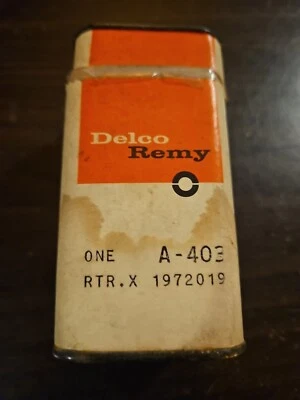 Delco
Remy
ONE A-403
RTR.X 1972019